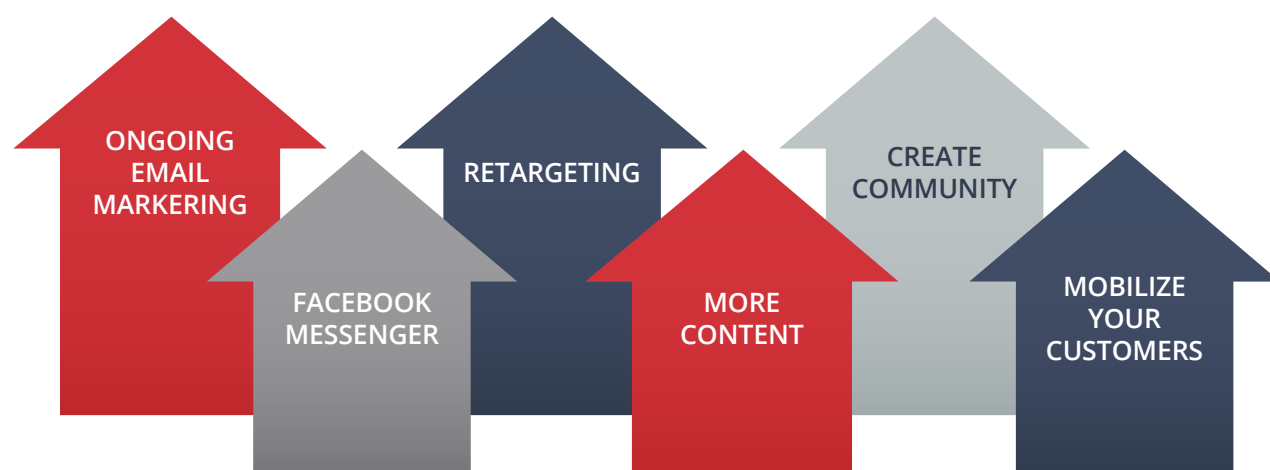 ONGOING
EMAIL
MARKERING
FACEBOOK
MESSENGER
RETARGETING
MORE
CONTENT
CREATE
COMMUNITY
MOBILIZE
YOUR
CUSTOMERS